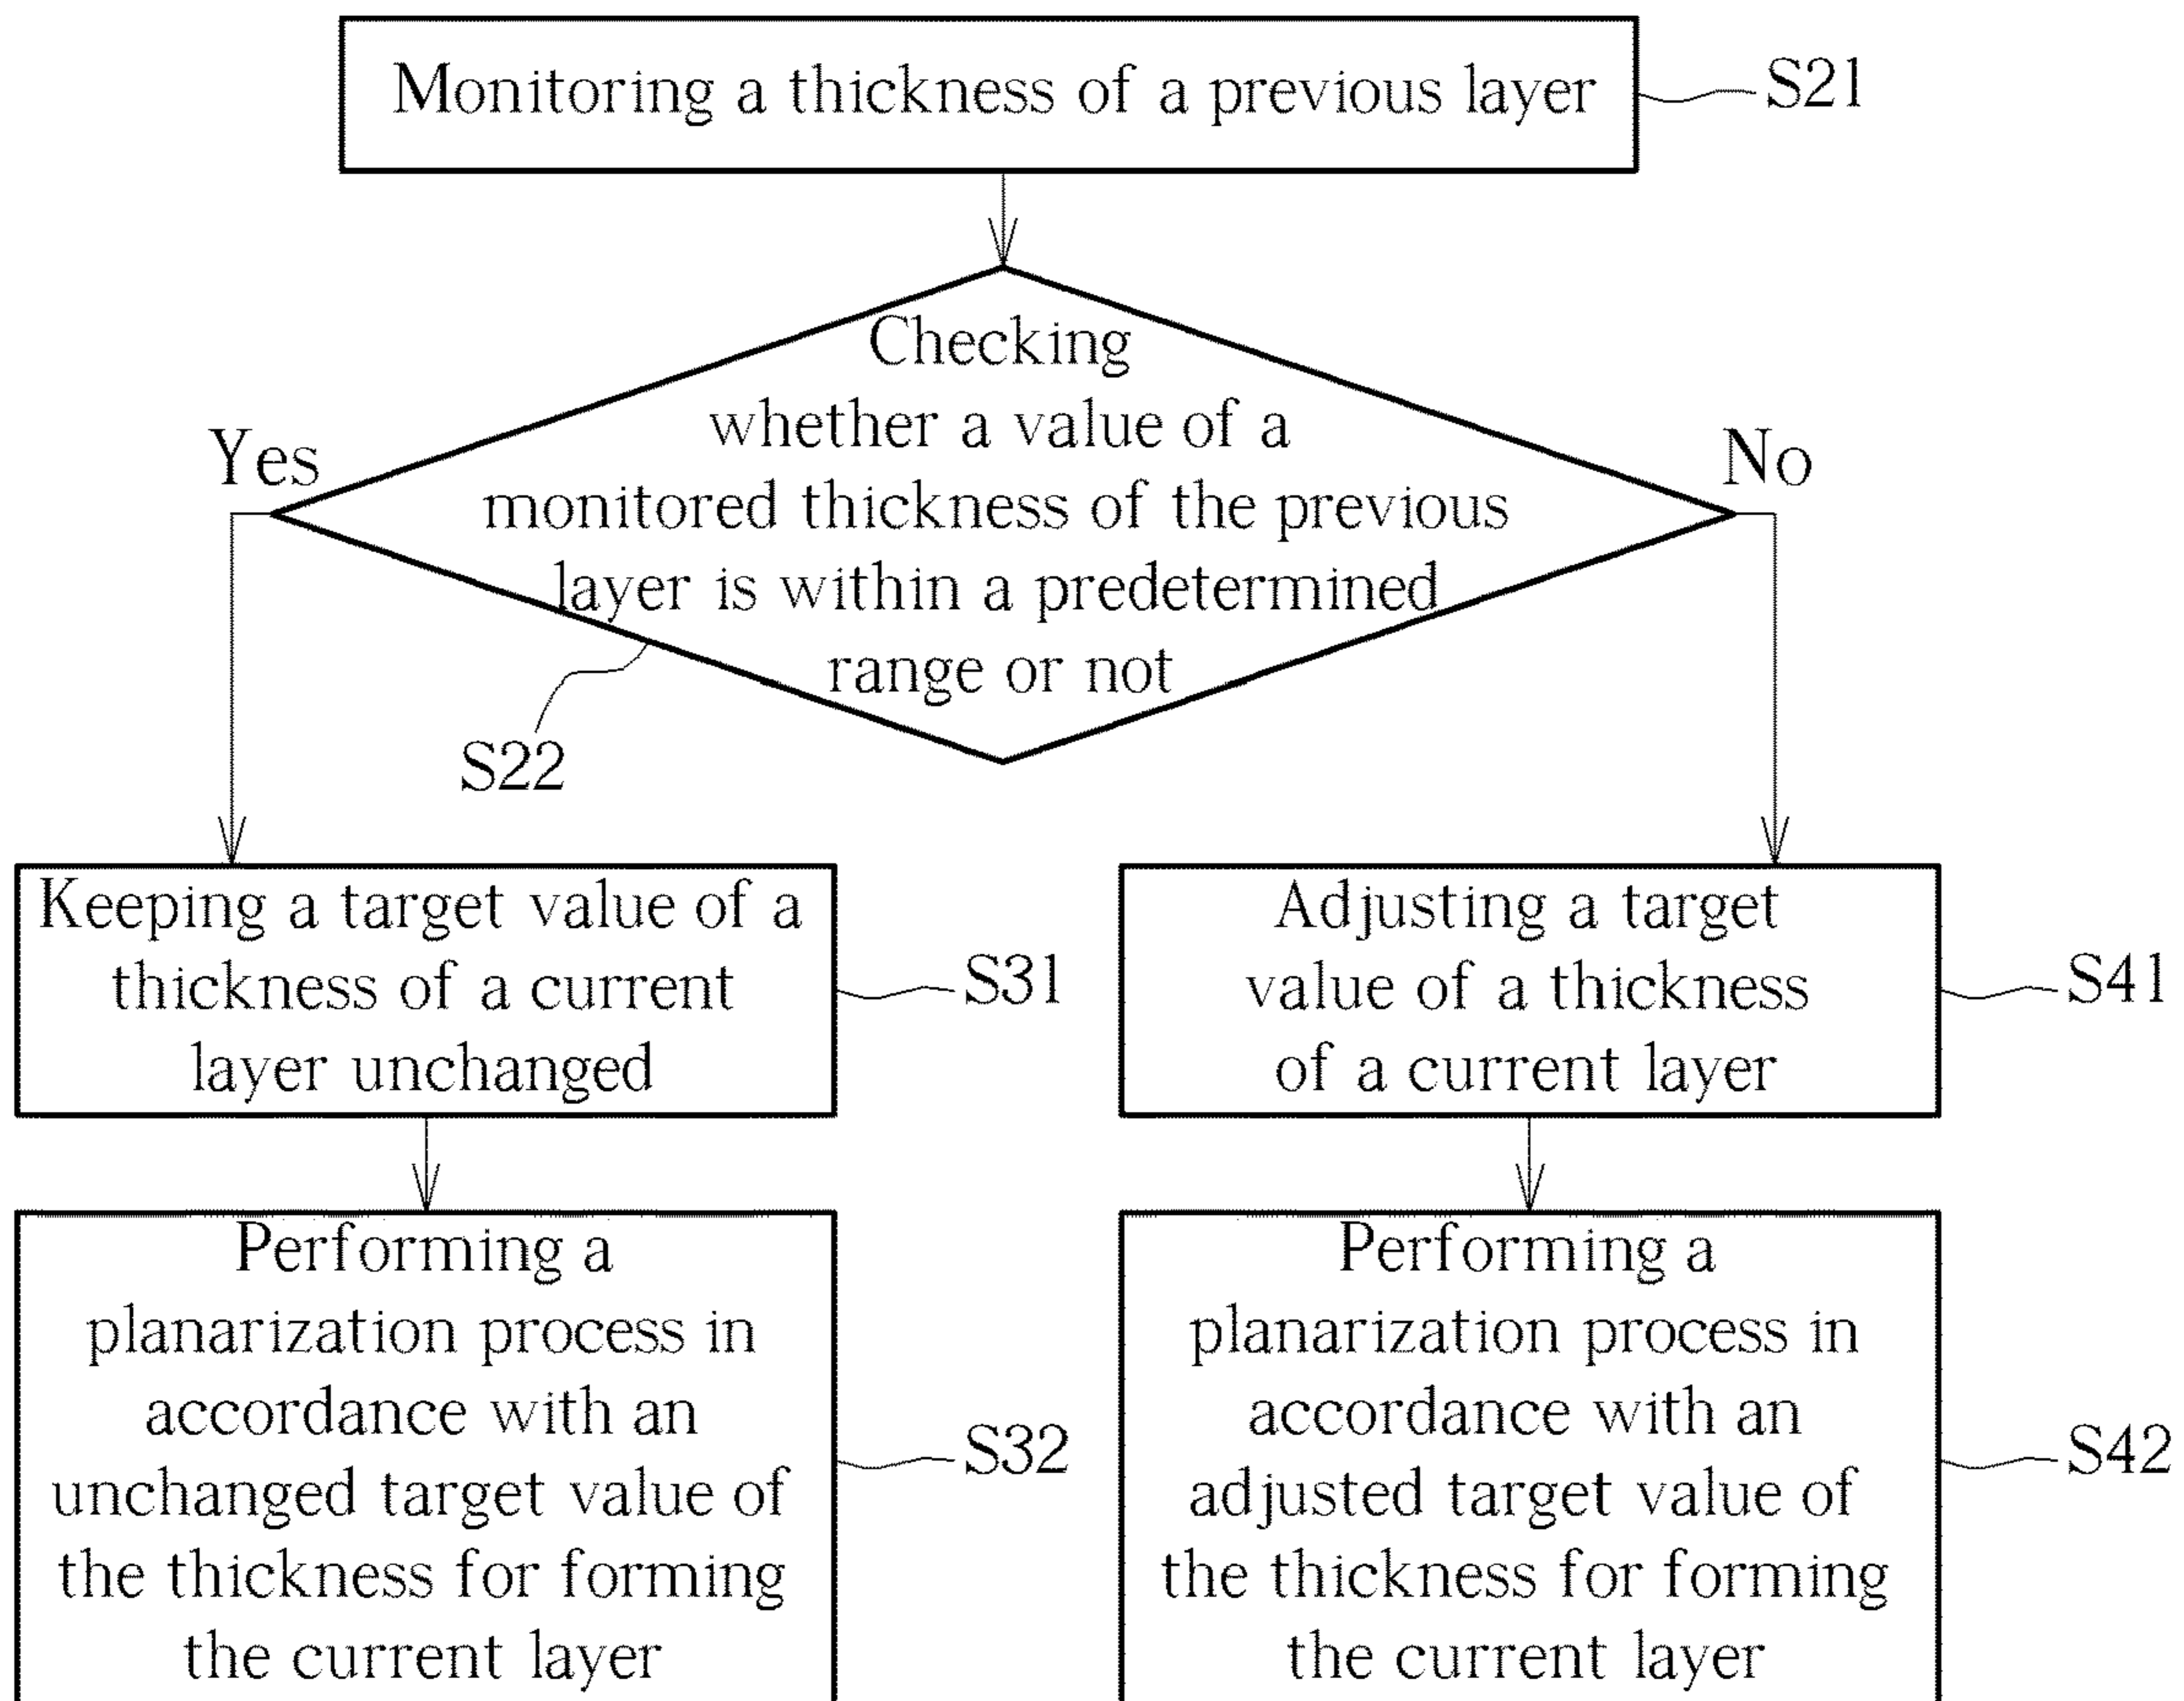 Monitoring a thickness of a previous layer
S21
Checking
whether a value of a
monitored thickness of the previous
layer is within a predetermined
range or not
Yes
No
S22
Keeping a target value of a
thickness of a current
layer unchanged
S31
Adjusting a target
value of a thickness
of a current layer
S41
Performing a
planarization process in
accordance with an
unchanged target value of
the thickness for forming
the current layer
S32
Performing a
planarization process in
accordance with an
adjusted target value of
the thickness for forming
the current layer
S42